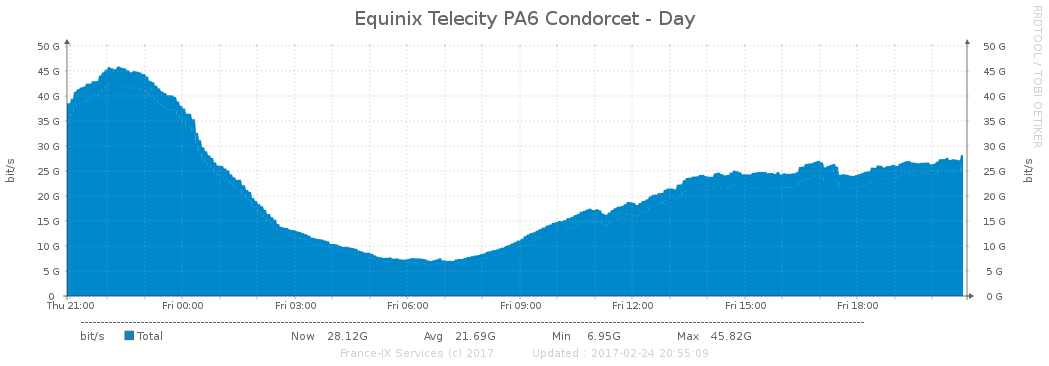 Equinix Telecity PA6 Condorcet - Day
RRDTOOL / TOBI OETIKER
bit/s
50 G
45 G
40 G
35 G
30 G
25 G
20 G
15 G
10 G
5 G
0
50 G
45 G
40 G
35 G
30 G
25 G
20 G
15 G
10 G
5 G
0 G
bit/s
Thu 21:00 Fri 00:00 Fri 03:00 Fri 06:00 Fri 09:00 Fri 12:00 Fri 15:00 Fri 18:00
bit/s Total Now 28.12G Avg 21.69G Min 6.95G Max 45.82G
France-IX Services (c) 2017 Updated : 2017-02-24 20:55:09